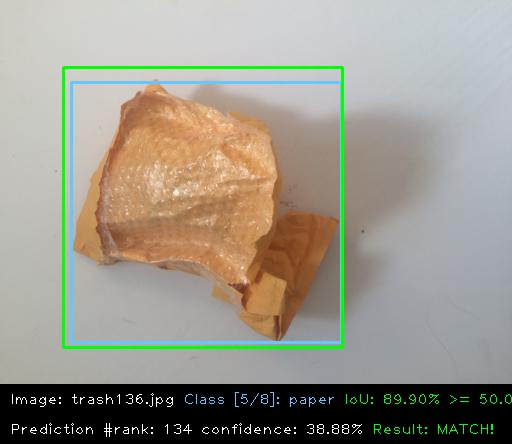 Image: trash136.jpg Class [5/8]: paper IoU: 89.90% >= 50.0
Prediction #rank: 134 confidence: 38.88% Result: MATCH!